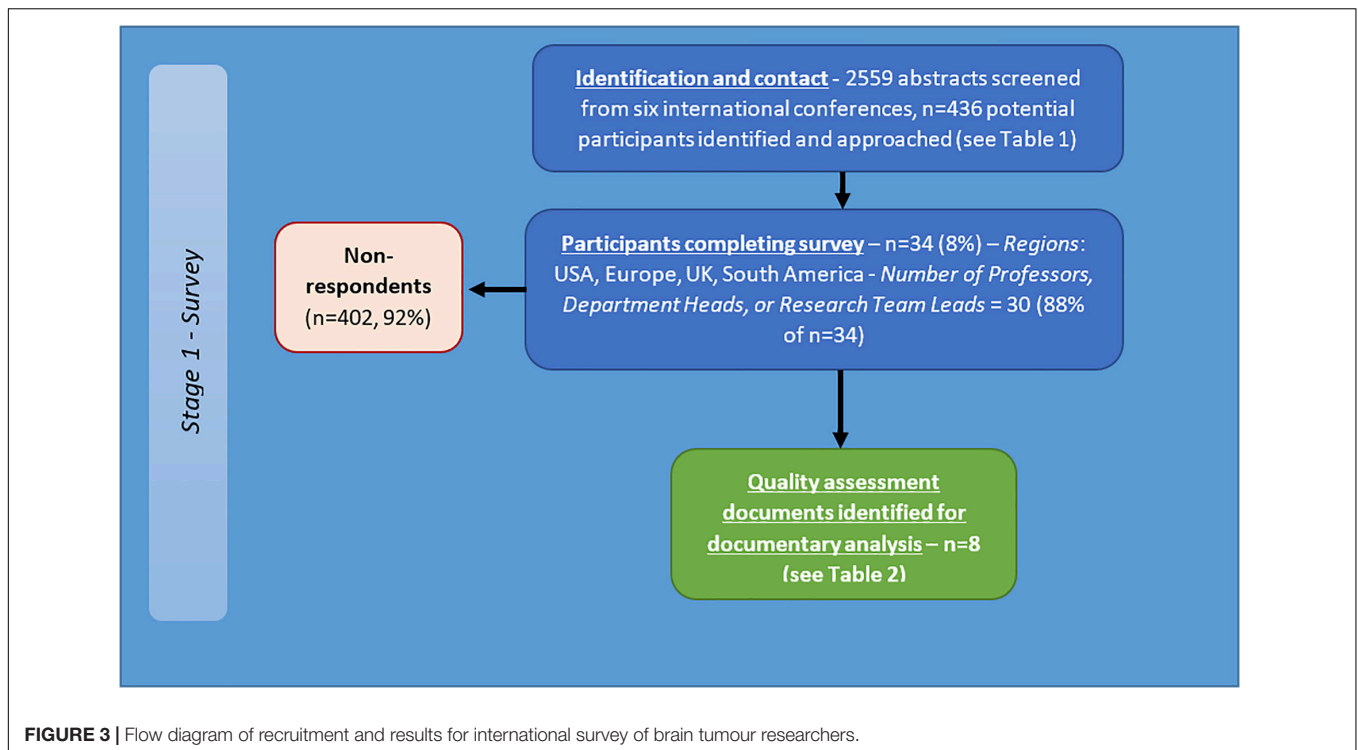 Identification and contact - 2559 abstracts screened
from six international conferences, n=436 potential
participants identified and approached (see Table 1)
Stage 1 - Survey
Non-
respondents
(n=402, 92%)
Participants completing survey – n=34 (8%) – Regions:
USA, Europe, UK, South America - Number of Professors,
Department Heads, or Research Team Leads = 30 (88%
of n=34)
Quality assessment
documents identified for
documentary analysis – n=8
(see Table 2)
FIGURE 3 | Flow diagram of recruitment and results for international survey of brain tumour researchers.